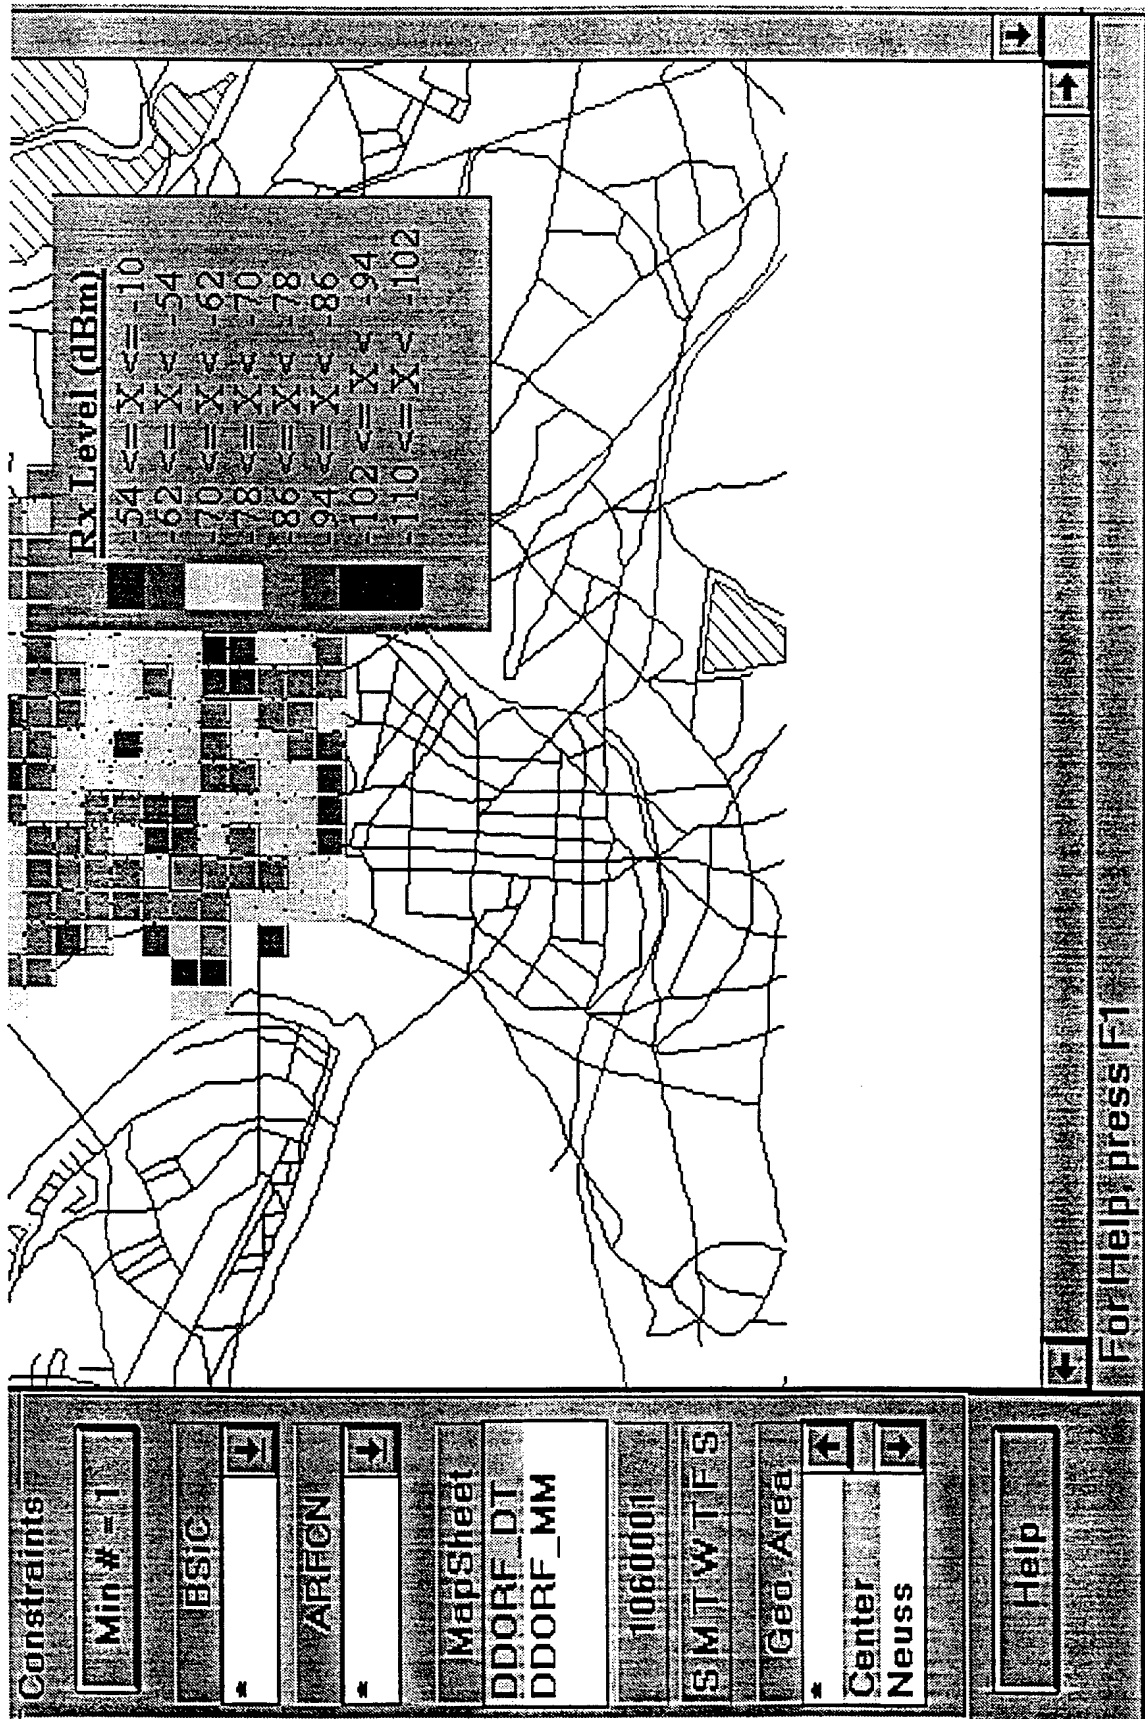 Constraints
Min # = 1
BSiC
*
ARFCN
*
MapSheet
DDORF_DT
DDORF_MM
1060001
S M T W T F S
Geo. Area
*
Center
Neuss
Help
Rx Level (dBm)
-54 <= X <= -10
-62 <= X < -54
-70 <= X < -62
-78 <= X < -70
-86 <= X < -78
-94 <= X < -86
-102 <= X < -94
-110 <= X < -102
For Help, press F1